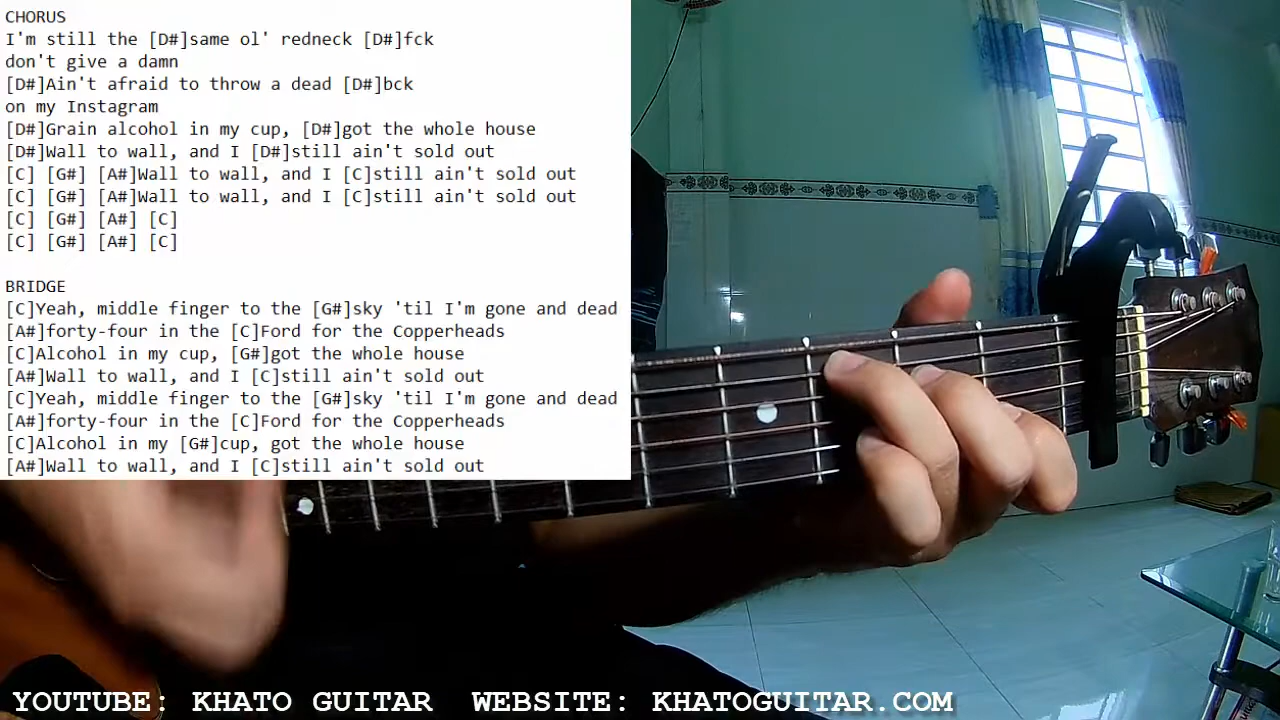 CHORUS
I'm still the [D#]same ol' redneck [D#]fck
don't give a damn
[D#]Ain't afraid to throw a dead [D#]bck
on my Instagram
[D#]Grain alcohol in my cup, [D#]got the whole house
[D#]Wall to wall, and I [D#]still ain't sold out
[C] [G#] [A#]Wall to wall, and I [C]still ain't sold out
[C] [G#] [A#]Wall to wall, and I [C]still ain't sold out
[C] [G#] [A#] [C]
[C] [G#] [A#] [C]
BRIDGE
[C]Yeah, middle finger to the [G#]sky 'til I'm gone and dead
[A#]forty-four in the [C]Ford for the Copperheads
[C]Alcohol in my cup, [G#]got the whole house
[A#]Wall to wall, and I [C]still ain't sold out
[C]Yeah, middle finger to the [G#]sky 'til I'm gone and dead
[A#]forty-four in the [C]Ford for the Copperheads
[C]Alcohol in my [G#]cup, got the whole house
[A#]Wall to wall, and I [C]still ain't sold out
YOUTUBE: KHATO GUITAR WEBSITE: KHATOGUITAR.COM